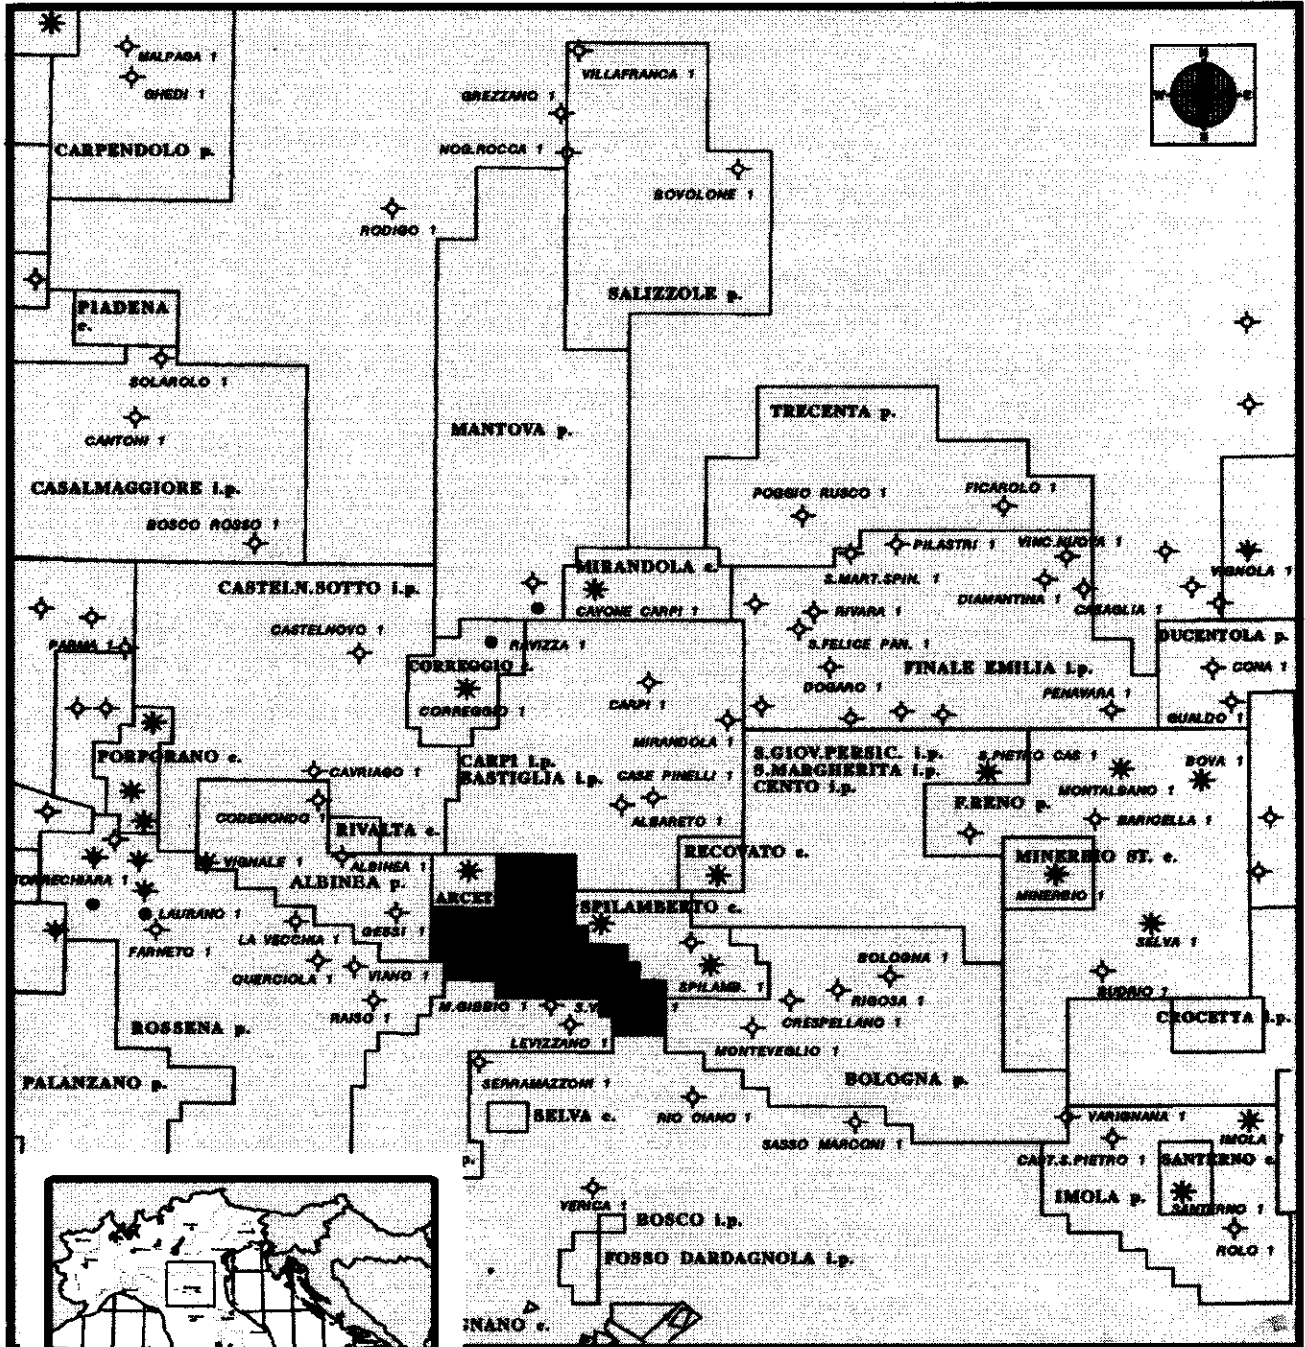 MALPAGA 1
GHEDI 1
CARPENDOLO p.
VILLAFRANCA 1
GREZZANO 1
NOG.ROCCA 1
BOVOLONE 1
RODIGO 1
SALIZZOLE p.
PIADENA
c.
SOLAROLO 1
CANTONI 1
CASALMAGGIORE i.p.
BOSCO ROSSO 1
MANTOVA p.
TRECENTA p.
POGGIO RUSCO 1
FICAROLO 1
PILASTRI 1
VINC.NUOVA 1
VIGNOLA 1
MIRANDOLA c.
S.MART.SPIN. 1
CASTELN.SOTTO i.p.
DIAMANTINA 1
CASAGLIA 1
CAVONE CARPI 1
RIVARA 1
CASTELNOVO 1
PARMA 1
RAVIZZA 1
S.FELICE PAN. 1
DUCENTOLA p.
CORREGGIO c.
FINALE EMILIA i.p.
CONA 1
DOGARO 1
PENAVARA 1
CORREGGIO 1
CARPI 1
GUALDO 1
MIRANDOLA 1
PORPORANO c.
CARPI i.p.
BASTIGLIA i.p.
S.GIOV.PERSIC. i.p.
S.MARGHERITA i.p.
CENTO i.p.
S.PIETRO CAS 1
BOVA 1
CAVRIAGO 1
CASE PINELLI 1
MONTALBANO 1
F.RENO p.
CODEMONDO 1
RIVALTA c.
ALBARETO 1
BARICELLA 1
VIGNALE 1
ALBINEA 1
RECOVATO c.
MINERBIO ST. c.
TORRECHIARA 1
ALBINEA p.
ARCET
MINERBIO 1
SPILAMBERTO c.
LAURANO 1
GESSI 1
LA VECCHIA 1
SELVA 1
FARNETO 1
BOLOGNA 1
QUERCIOLA 1
VIANO 1
SPILAMB. 1
RIGOSA 1
BUDRIO 1
RAISO 1
M.GIBBIO 1
S.V
1
CRESPELLANO 1
CROCETTA i.p.
ROSSENA p.
LEVIZZANO 1
MONTEVEGLIO 1
PALANZANO p.
SERRAMAZZONI 1
BOLOGNA p.
SELVA c.
RIO CIANO 1
VARIGNANA 1
SASSO MARCONI 1
IMOLA
CAST.S.PIETRO 1
SANTERNO c.
p.
IMOLA p.
SANTERNO 1
VERICA 1
BOSCO i.p.
ROLO 1
FOSSO DARDAGNOLA i.p.
GNANO c.